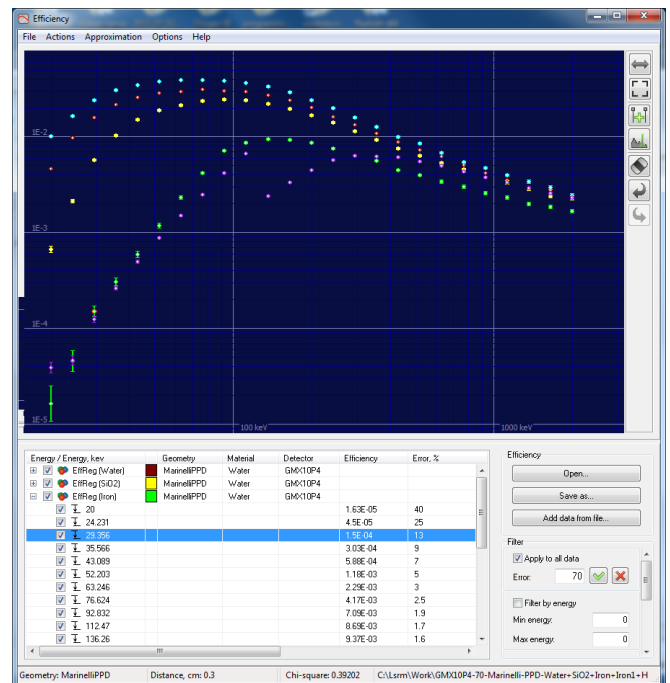 Efficiency
File Actions Approximation Options Help
1E-2
1E-3
1E-4
1E-5
100 keV
1000 keV
Energy / Energy, kev Geometry Material Detector Efficiency Error, %
EffReg (Water) MarinelliPPD Water GMX10P4
EffReg (SiO2) MarinelliPPD Water GMX10P4
EffReg (Iron) MarinelliPPD Water GMX10P4
20 1.63E-05 40
24.231 4.5E-05 25
29.356 1.5E-04 13
35.566 3.03E-04 9
43.089 5.88E-04 7
52.203 1.18E-03 5
63.246 2.29E-03 3
76.624 4.17E-03 2.5
92.832 7.09E-03 1.9
112.47 8.69E-03 1.7
136.26 9.37E-03 1.6
Efficiency
Open...
Save as...
Add data from file...
Filter
Apply to all data
Error: 70
Filter by energy
Min energy: 0
Max energy: 0
Geometry: MarinelliPPD Distance, cm: 0.3 Chi-square: 0.39202 C:\Lsrm\Work\GMX10P4-70-Marinelli-PPD-Water+SiO2+Iron+Iron1+H